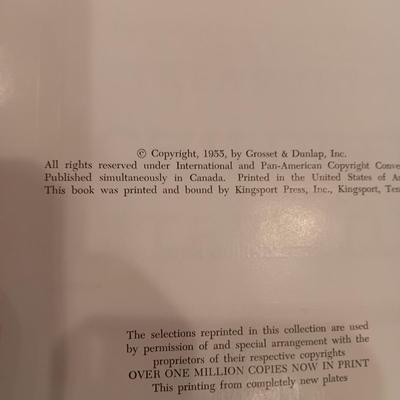 © Copyright, 1955, by Grosset & Dunlap, Inc.
All rights reserved under International and Pan-American Copyright Conve
Published simultaneously in Canada. Printed in the United States of A
This book was printed and bound by Kingsport Press, Inc., Kingsport, Ten
The selections reprinted in this collection are used
by permission of and special arrangement with the
proprietors of their respective copyrights
OVER ONE MILLION COPIES NOW IN PRINT
This printing from completely new plates